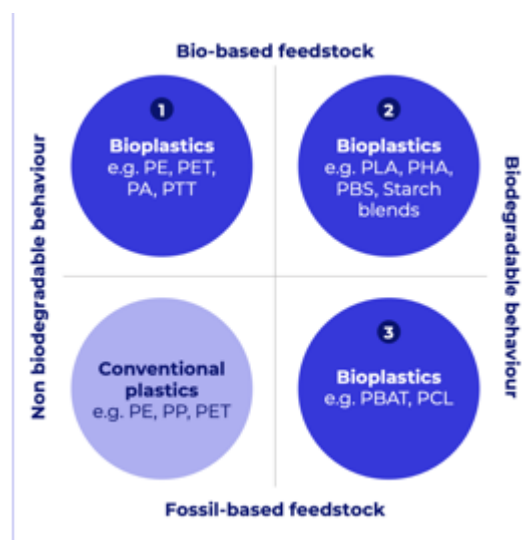 Bio-based feedstock
Non biodegradable behaviour
1
Bioplastics
e.g. PE, PET,
PA, PTT
2
Bioplastics
e.g. PLA, PHA,
PBS, Starch
blends
Biodegradable behaviour
Conventional
plastics
e.g. PE, PP, PET
3
Bioplastics
e.g. PBAT, PCL
Fossil-based feedstock